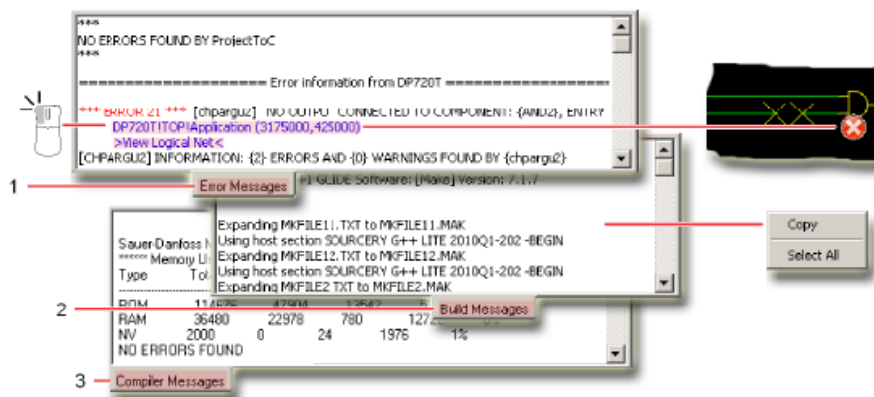 ***
NO ERRORS FOUND BY ProjectToC
***
Error information from DP720T
*** ERROR 21 *** [chpargu2] NO OUTPUT CONNECTED TO COMPONENT: {AND2}, ENTRY
DP720T!TOP!Application (3175000,425000)
>View Logical Net<
[CHPARGU2] INFORMATION: {2} ERRORS AND {0} WARNINGS FOUND BY {chpargu2}
1
Error Messages
GLIDE Software: [Make] Version: 7.1.7
Expanding MKFILE11.TXT to MKFILE11.MAK
Using host section SOURCERY G++ LITE 2010Q1-202 -BEGIN
Expanding MKFILE12.TXT to MKFILE12.MAK
Using host section SOURCERY G++ LITE 2010Q1-202 -BEGIN
Expanding MKFILE2.TXT to MKFILE2.MAK
2
Build Messages
Copy
Select All
XX
Sauer-Danfoss
****** Memory
Type
ROM 114676 47904 13542
RAM 36480 22978 780
NV 2000 0 24 1976 1%
NO ERRORS FOUND
3
Compiler Messages